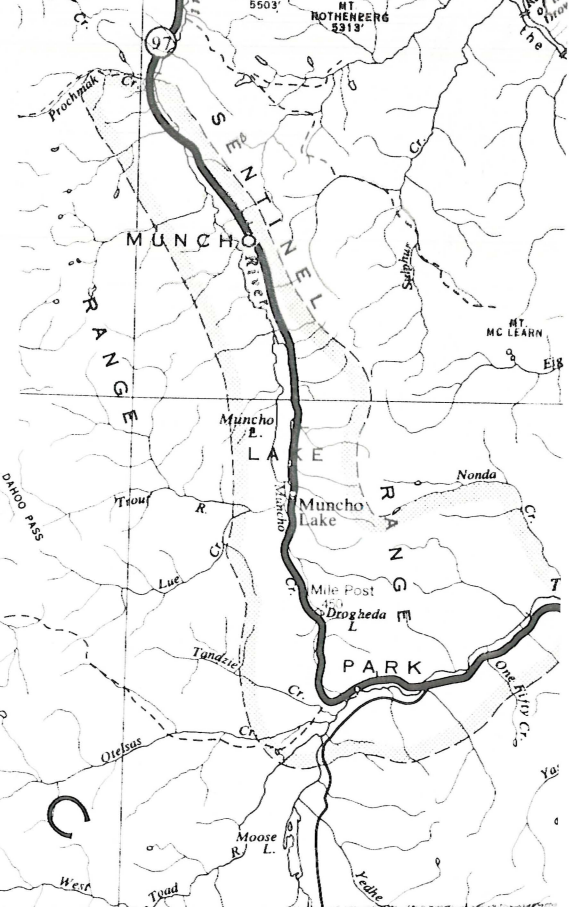 5503'
MT
ROTHENBERG
5313'
Cr.
97
the
Prochniak Cr.
SENTINEL
Cr.
MUNCHO
River
Sulphur
RANGE
MT.
MC LEARN
Muncho
L.
LAKE
Nonda
DAHOO PASS
Trout R.
Muncho
Muncho
Lake
RANGE
Cr.
Cr.
Lue
Cr.
Mile Post
Drogheda
L
T
Tandzie
PARK
Cr.
One Fifty Cr.
Otelsas
Cr.
C
Moose
L.
R
West
Toad
Yedhe